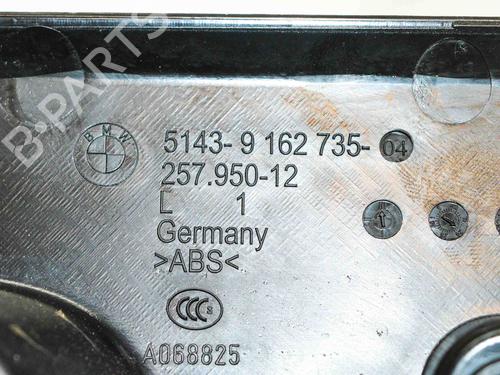 B-PARTS
BMW
5143- 9 162 735- 04
257.950-12
L 1
Germany
>ABS<
CCC S
A068825